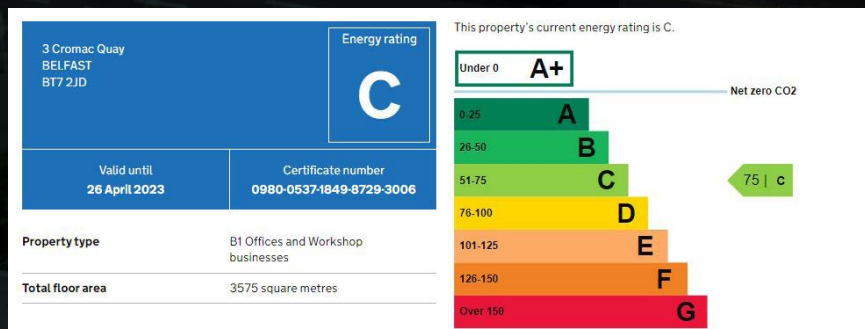 3 Cromac Quay
BELFAST
BT7 2JD
Energy rating
C
Valid until
26 April 2023
Certificate number
0980-0537-1849-8729-3006
Property type
B1 Offices and Workshop
businesses
Total floor area
3575 square metres
This property's current energy rating is C.
Under 0 A+
Net zero CO2
0-25 A
26-50 B
51-75 C
75 | C
76-100 D
101-125 E
126-150 F
Over 150 G